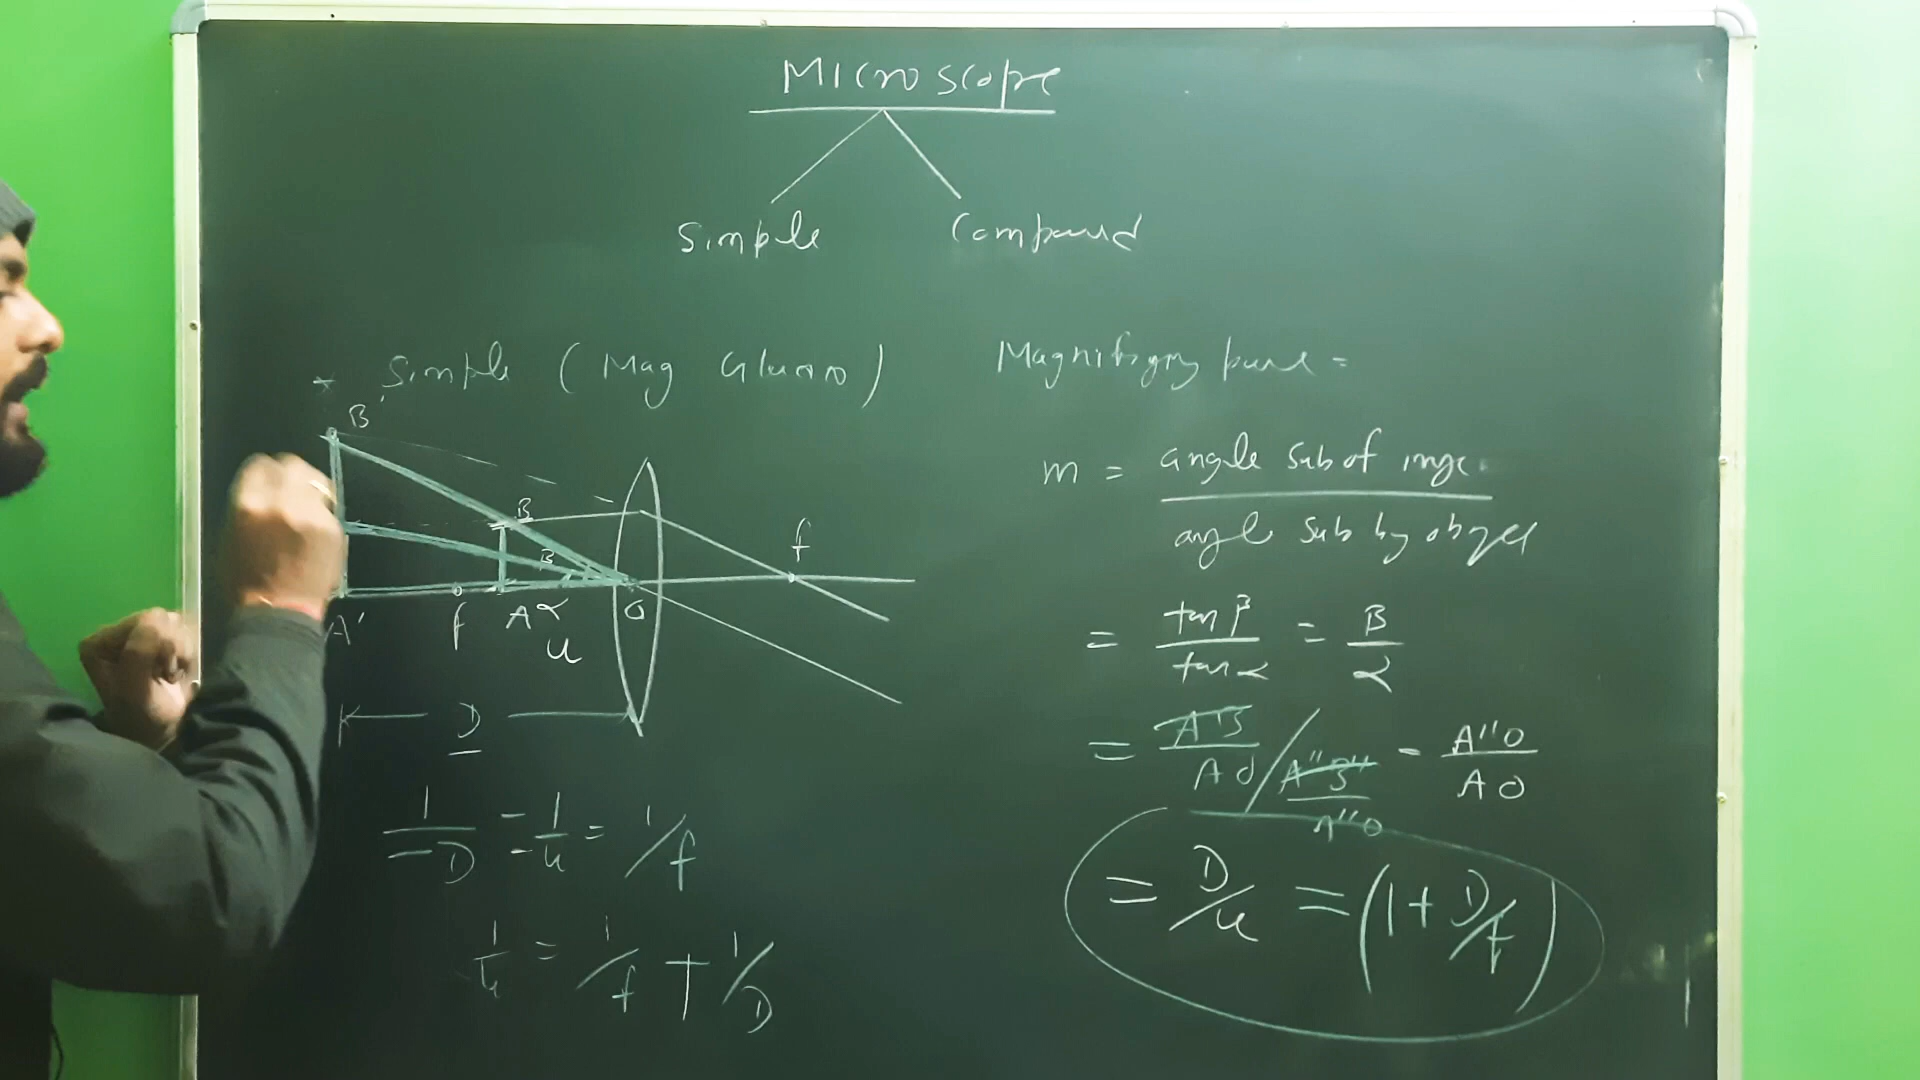 Microscope
Simple Compound
* Simple (Mag Glass)
Magnifying power =
m = angle sub of image
angle sub by object
= tan β / tan α = B / α
= AB / AO / A"B" / A"O = A"O / AO
= D/u = (1 + D/f)
B'
B
f
B
A' f A α O
u
D
1/-D - 1/-u = 1/f
1/u = 1/f + 1/D